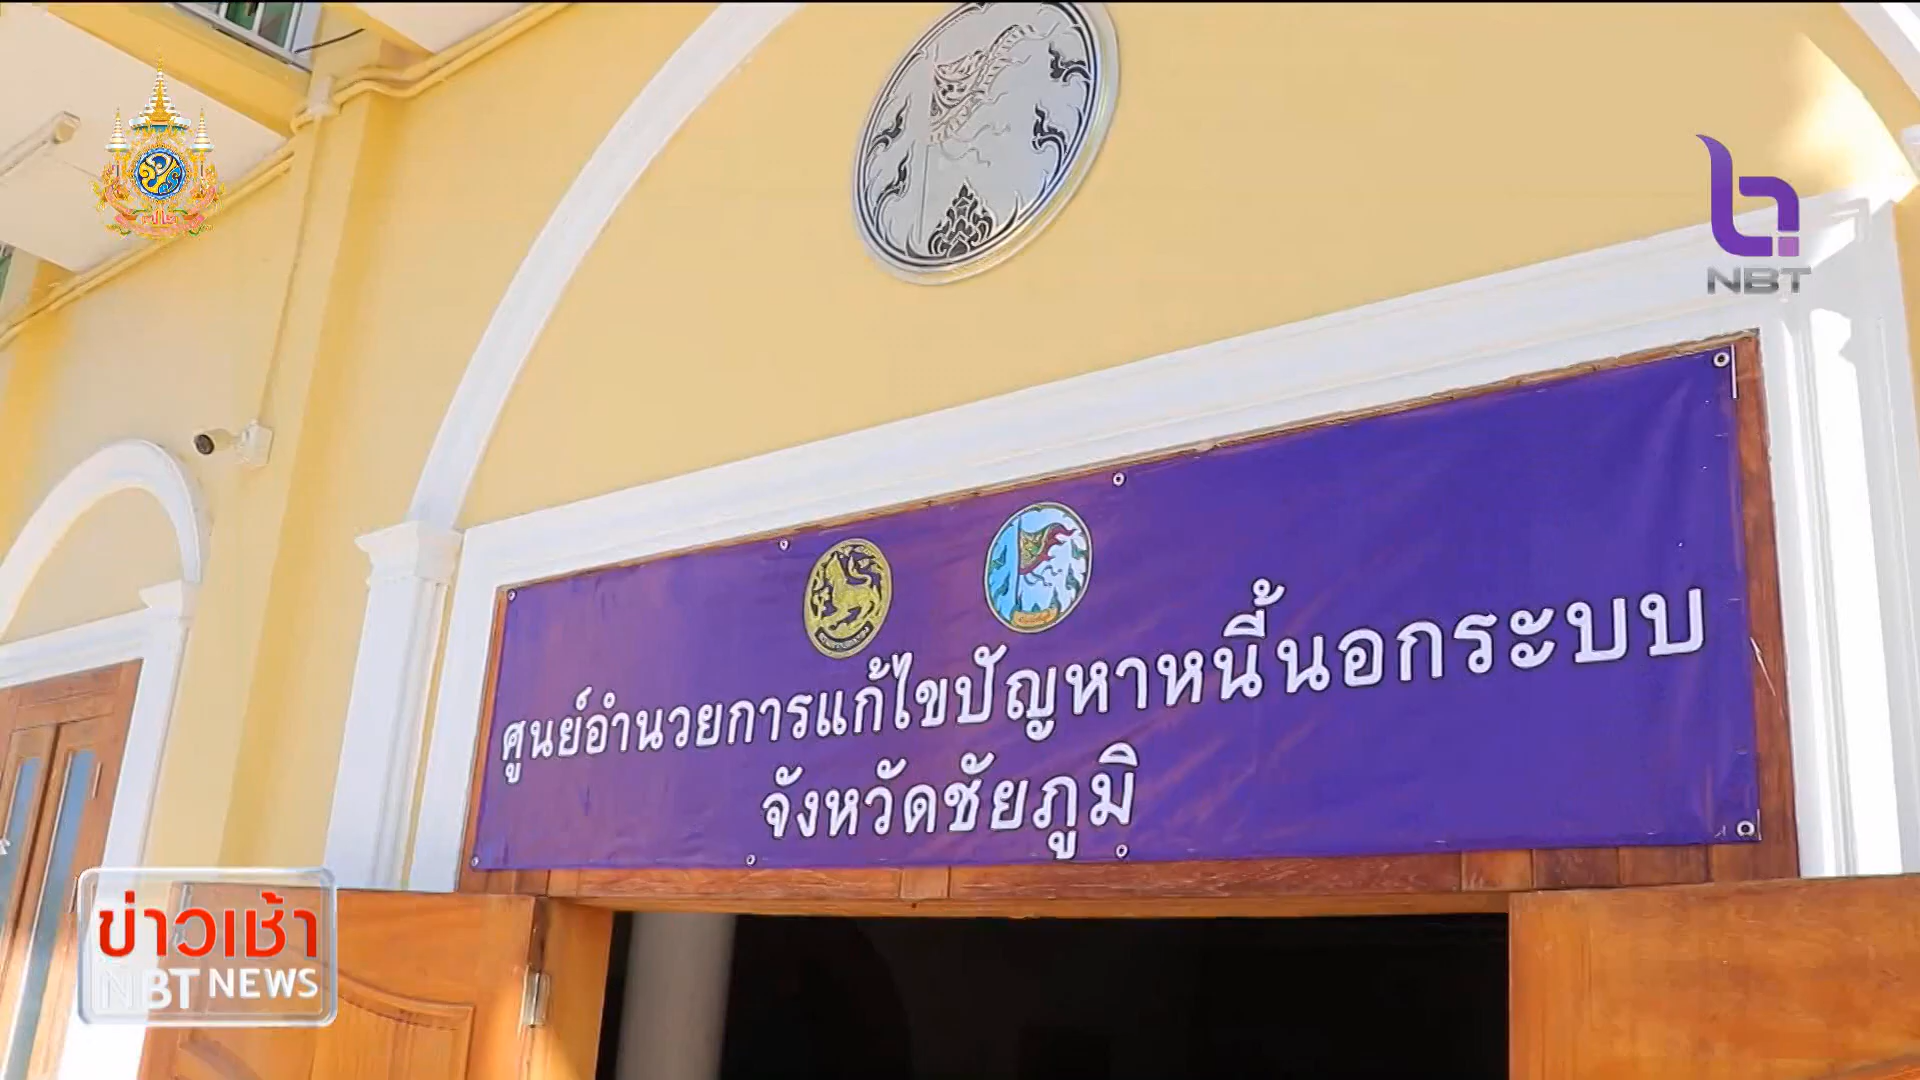 NBT
ศูนย์อำนวยการแก้ไขปัญหาหนี้นอกระบบ
จังหวัดชัยภูมิ
ข่าวเช้า
NBT NEWS